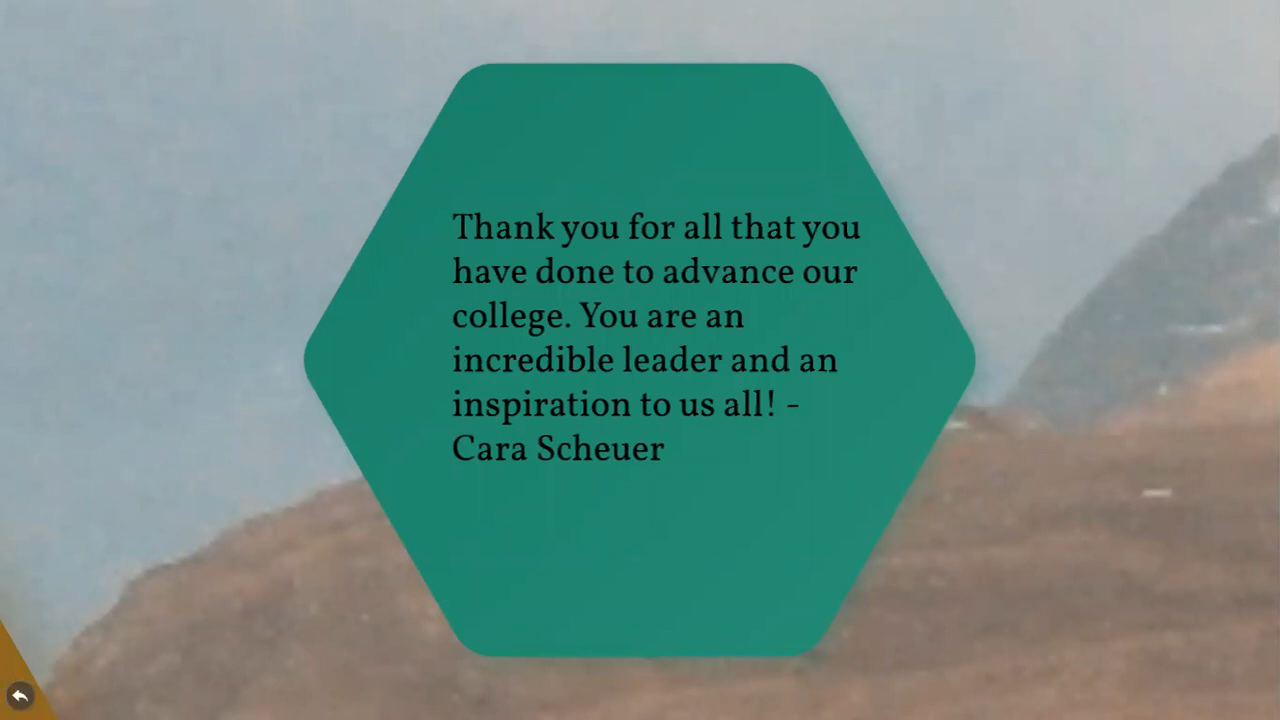 Thank you for all that you
have done to advance our
college. You are an
incredible leader and an
inspiration to us all! -
Cara Scheuer